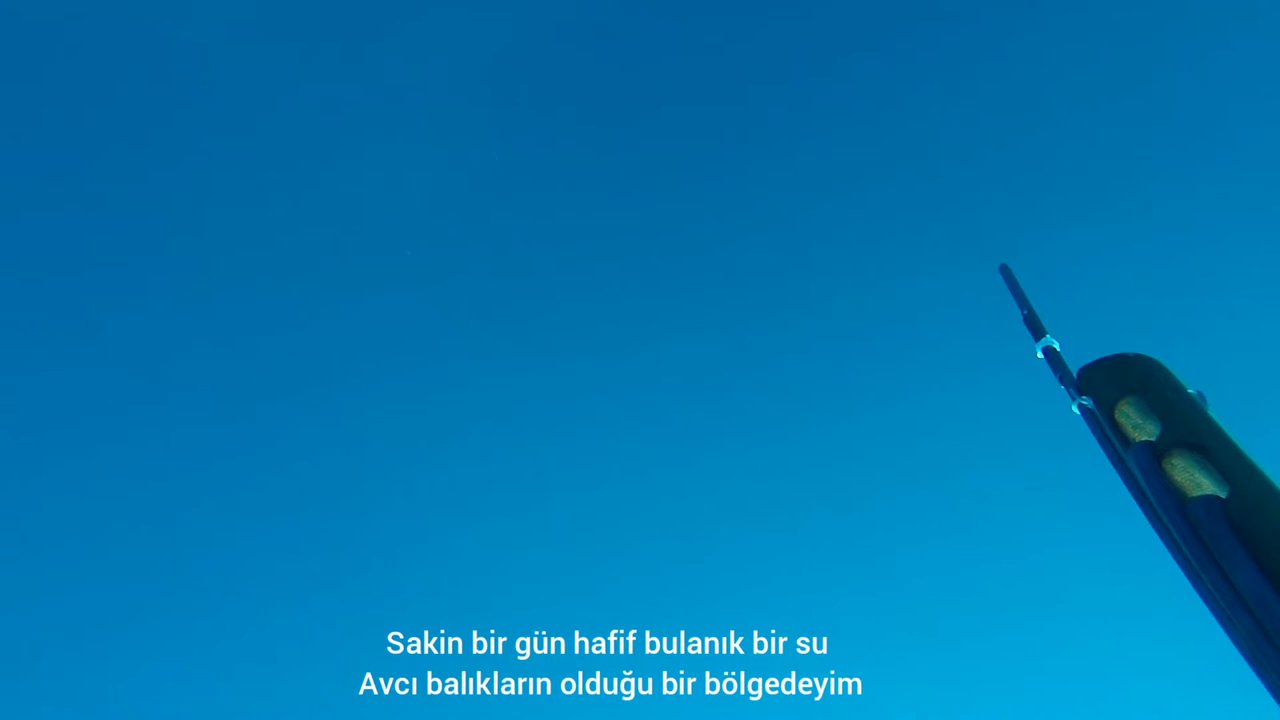 Sakin bir gün hafif bulanık bir su
Avcı balıkların olduğu bir bölgedeyim